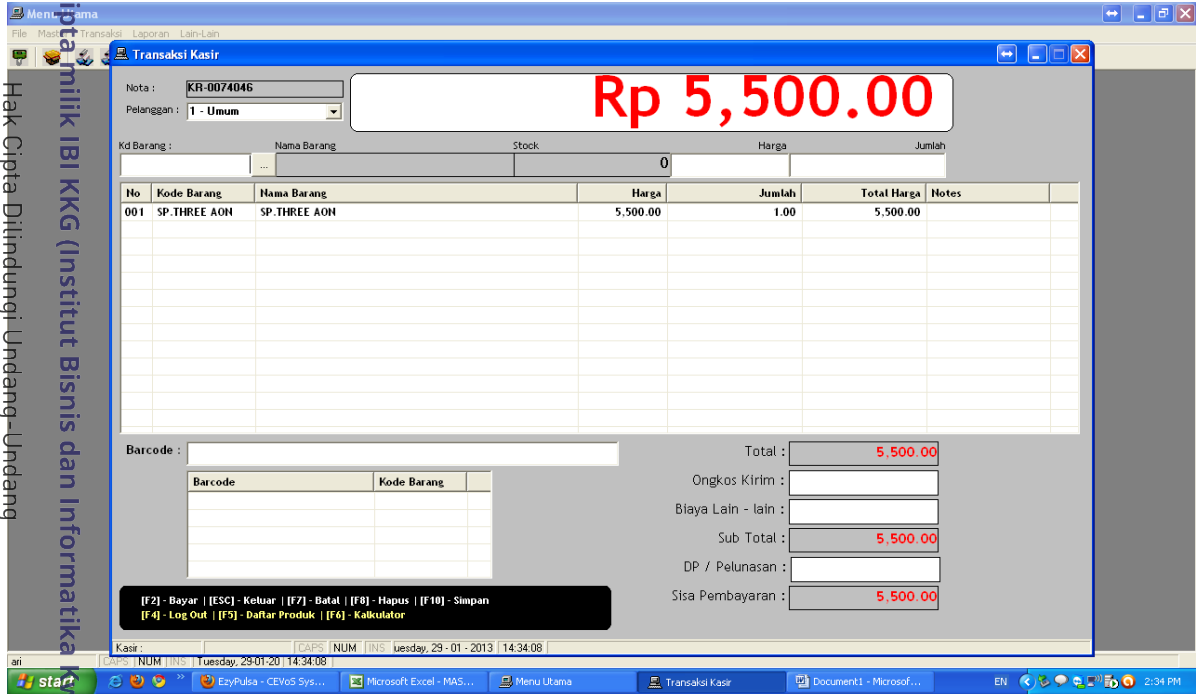 Menu Utama
File Master Transaksi Laporan Lain-Lain
Transaksi Kasir
Nota : KR-0074046
Rp 5,500.00
Pelanggan : 1 - Umum
Kd Barang : Nama Barang Stock Harga Jumlah
... 0
No Kode Barang Nama Barang Harga Jumlah Total Harga Notes
001 SP.THREE AON SP.THREE AON 5,500.00 1.00 5,500.00
Barcode :
Barcode Kode Barang
Total : 5,500.00
Ongkos Kirim :
Biaya Lain - lain :
Sub Total : 5,500.00
DP / Pelunasan :
Sisa Pembayaran : 5,500.00
[F2] - Bayar | [ESC] - Keluar | [F7] - Batal | [F8] - Hapus | [F10] - Simpan
[F4] - Log Out | [F5] - Daftar Produk | [F6] - Kalkulator
Kasir : CAPS NUM INS uesday, 29 - 01 - 2013 14:34:08
ari CAPS NUM INS Tuesday, 29-01-20 14:34:08
start EzyPulsa - CEVoS Sys... Microsoft Excel - MAS... Menu Utama Transaksi Kasir Document1 - Microsof... EN 2:34 PM
Hak Cipta Dilindungi Undang-Undang
ipta milik IBI KKG (Institut Bisnis dan Informatika Kw